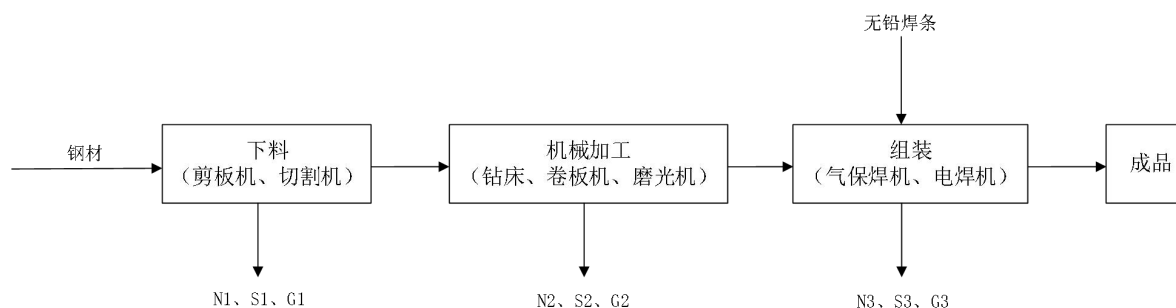 无铅焊条
钢材
下料
（剪板机、切割机）
机械加工
（钻床、卷板机、磨光机）
组装
（气保焊机、电焊机）
成品
N1、S1、G1
N2、S2、G2
N3、S3、G3